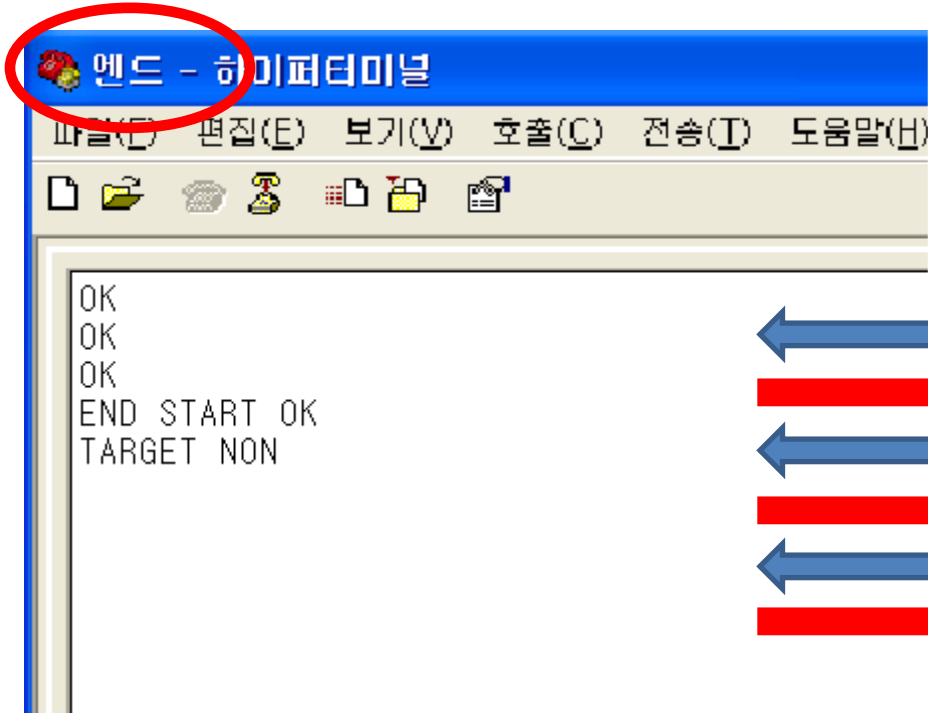 엔드 - 하이퍼터미널
파일(F) 편집(E) 보기(V) 호출(C) 전송(T) 도움말(H)
OK
OK
OK
END START OK
TARGET NON